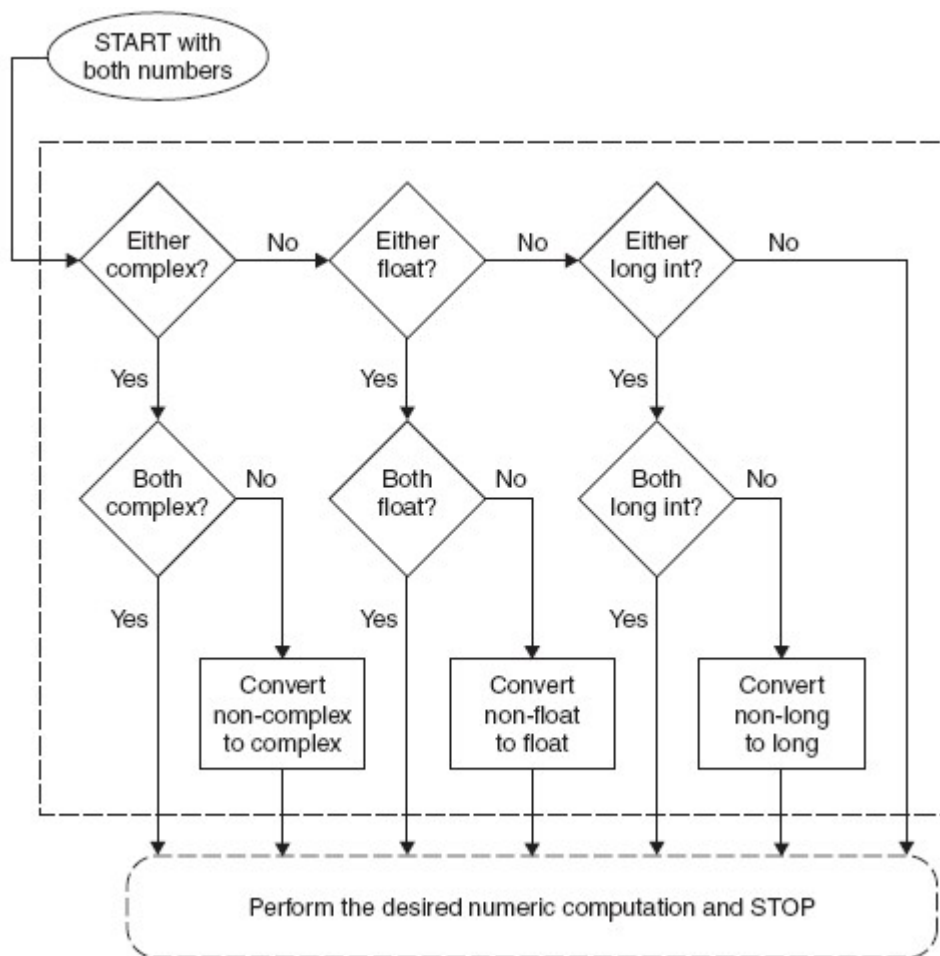 START with
both numbers
Either
complex?
No
Either
float?
No
Either
long int?
No
Yes
Yes
Yes
Both
complex?
No
Both
float?
No
Both
long int?
No
Yes
Yes
Yes
Convert
non-complex
to complex
Convert
non-float
to float
Convert
non-long
to long
Perform the desired numeric computation and STOP